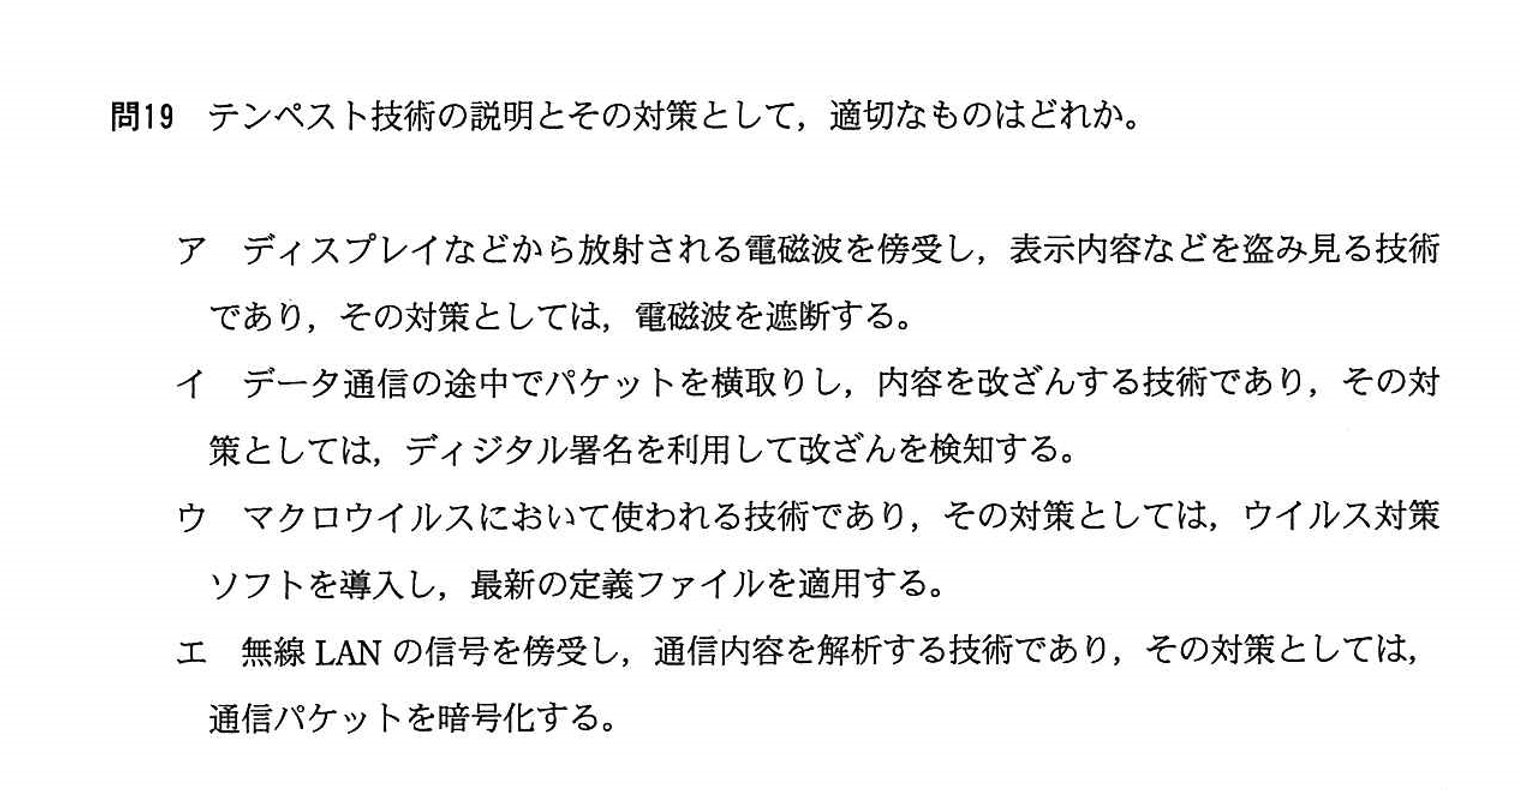 問19 テンペスト技術の説明とその対策として，適切なものはどれか。
ア ディスプレイなどから放射される電磁波を傍受し，表示内容などを盗み見る技術
であり，その対策としては，電磁波を遮断する。
イ データ通信の途中でパケットを横取りし，内容を改ざんする技術であり，その対
策としては，ディジタル署名を利用して改ざんを検知する。
ウ マクロウイルスにおいて使われる技術であり，その対策としては，ウイルス対策
ソフトを導入し，最新の定義ファイルを適用する。
エ 無線 LAN の信号を傍受し，通信内容を解析する技術であり，その対策としては，
通信パケットを暗号化する。